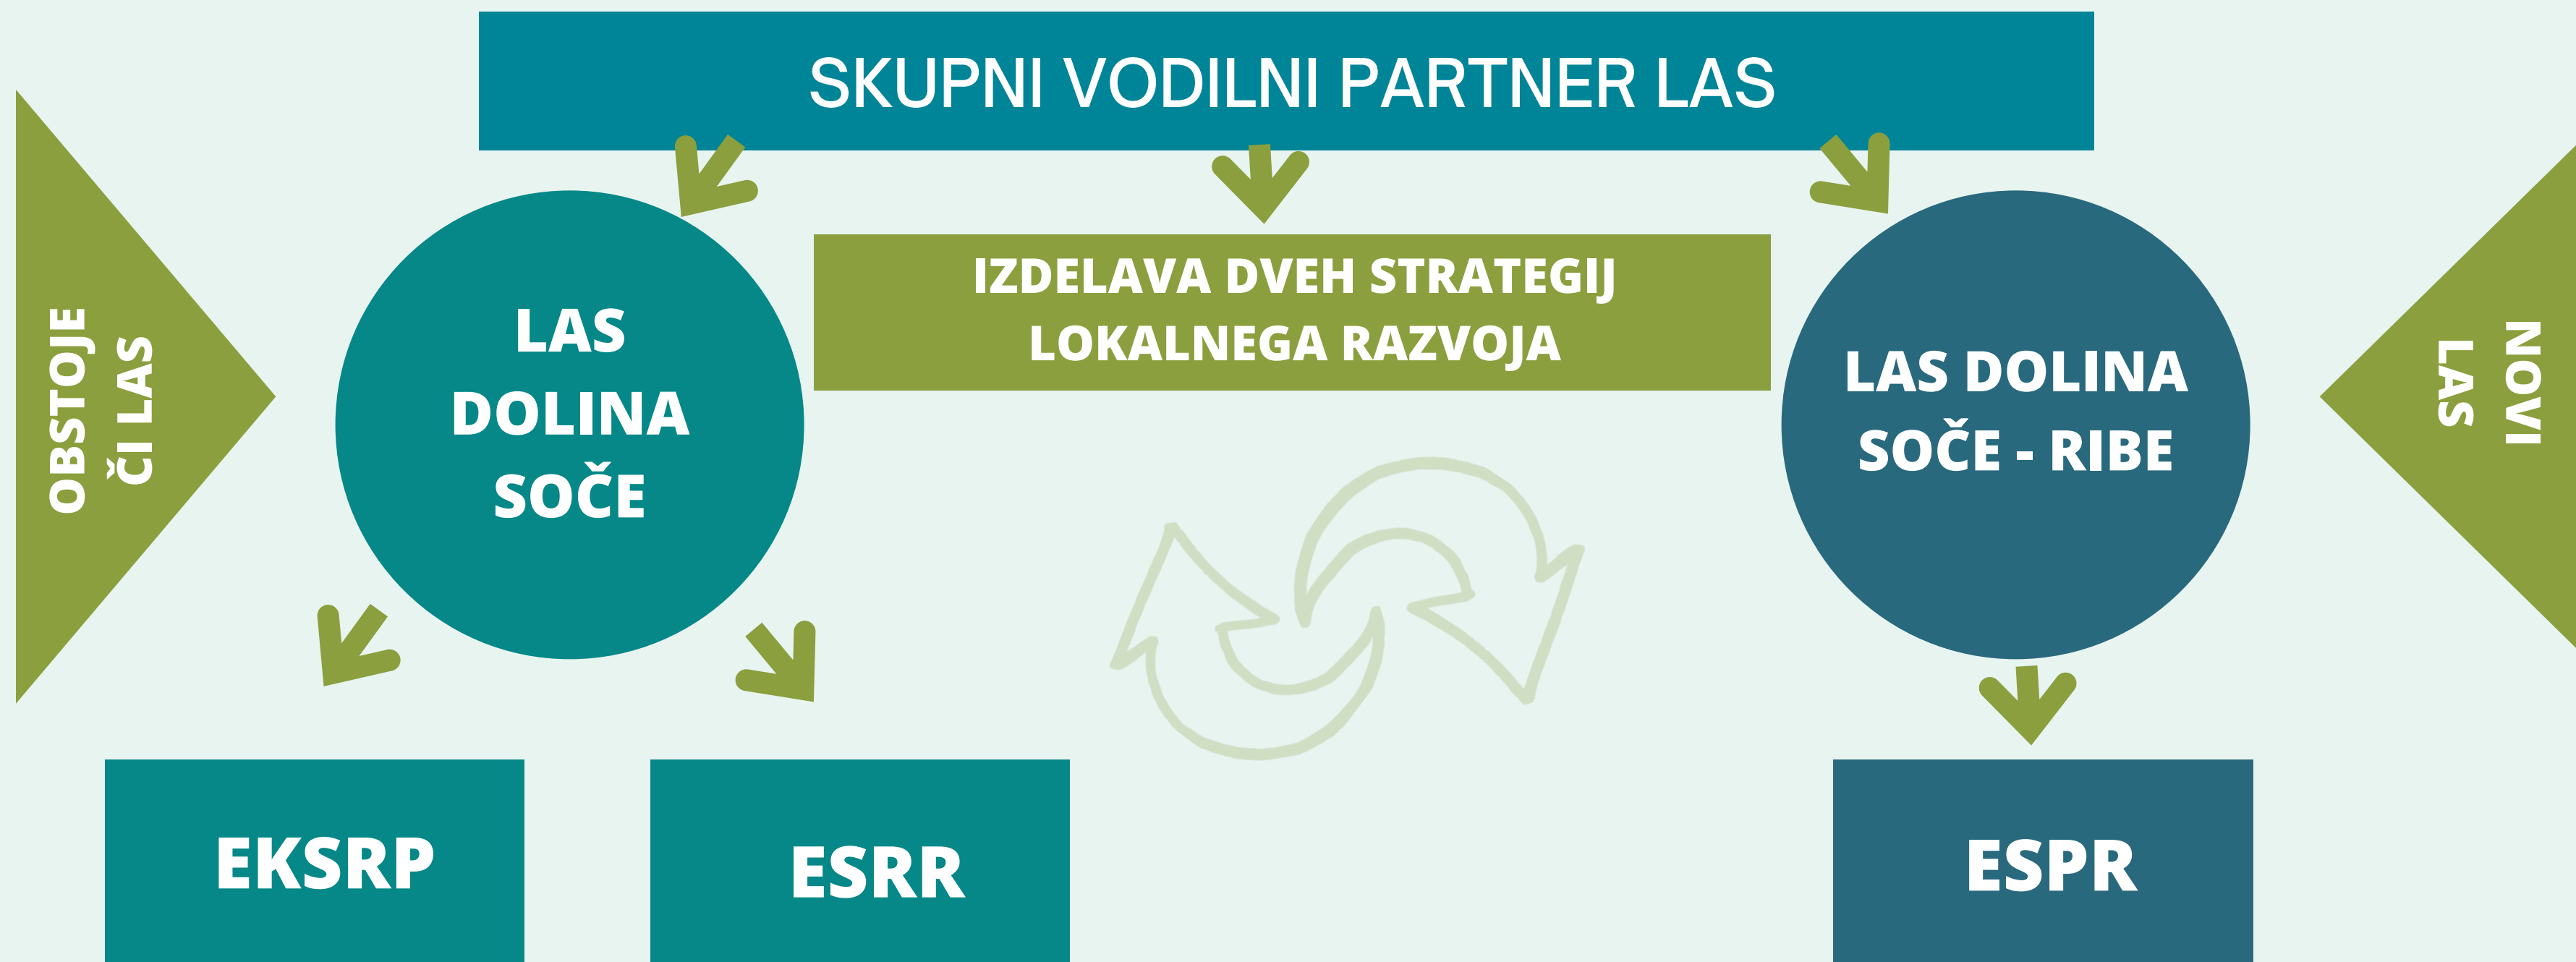 SKUPNI VODILNI PARTNER LAS
OBSTOJE
ČI LAS
LAS
DOLINA
SOČE
IZDELAVA DVEH STRATEGIJ
LOKALNEGA RAZVOJA
LAS DOLINA
SOČE - RIBE
NOVI
LAS
EKSRP
ESRR
ESPR